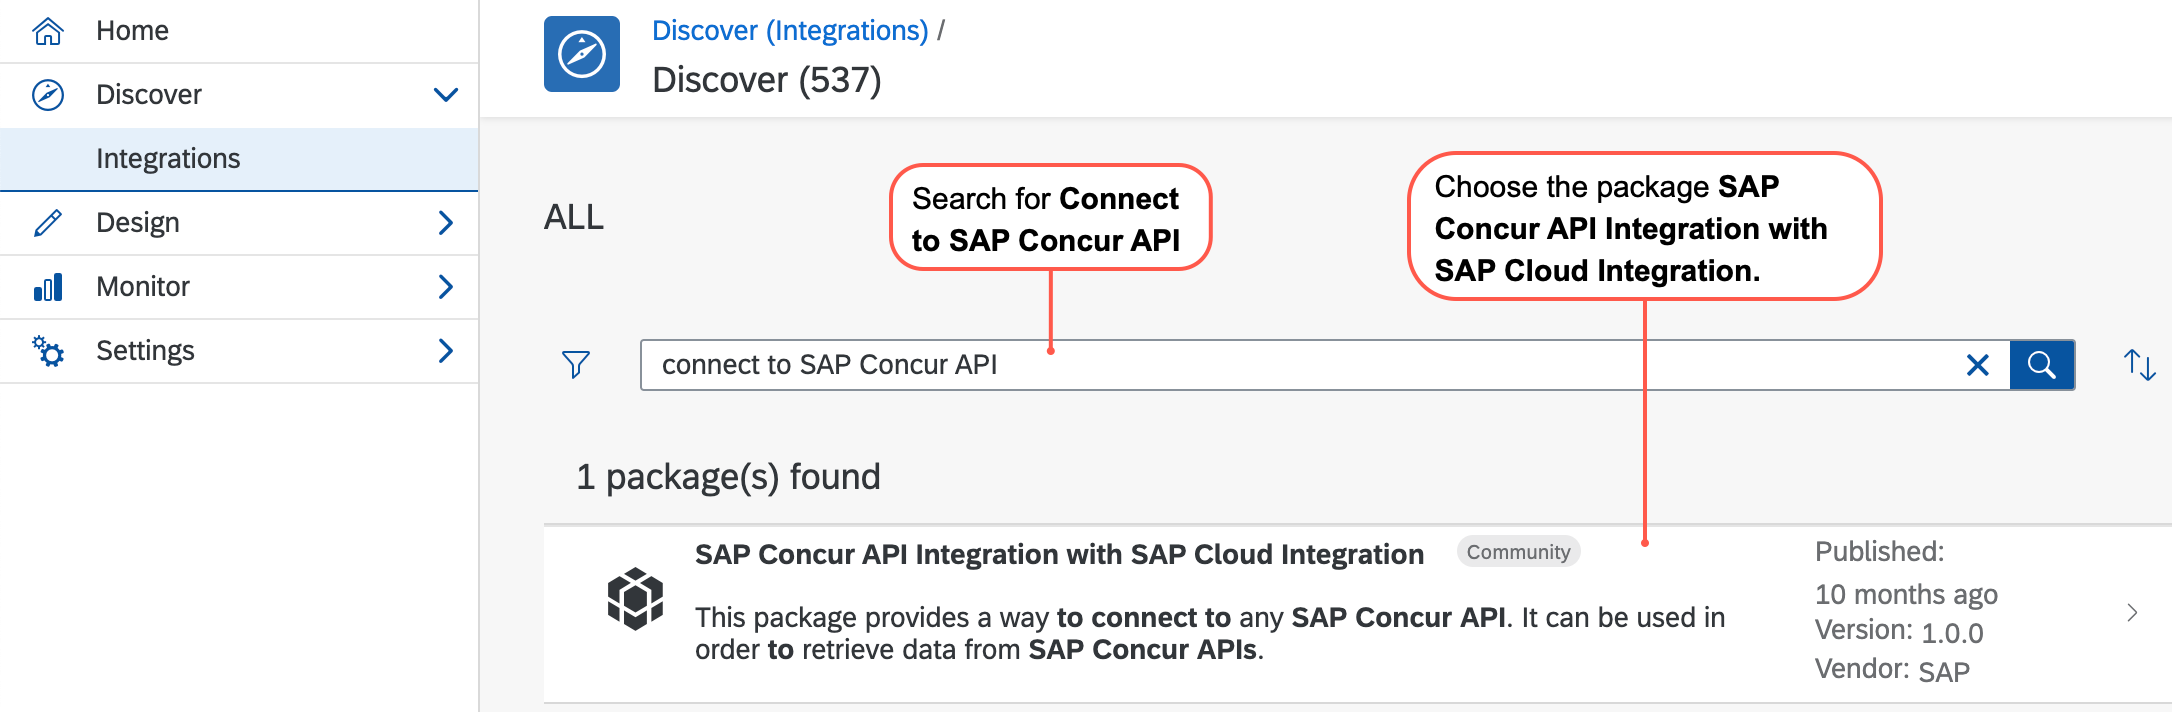 Home
Discover
Integrations
Design
Monitor
Settings
Discover (Integrations) /
Discover (537)
ALL
Search for Connect
to SAP Concur API
Choose the package SAP
Concur API Integration with
SAP Cloud Integration.
connect to SAP Concur API
1 package(s) found
SAP Concur API Integration with SAP Cloud Integration
Community
This package provides a way to connect to any SAP Concur API. It can be used in
order to retrieve data from SAP Concur APIs.
Published:
10 months ago
Version: 1.0.0
Vendor: SAP